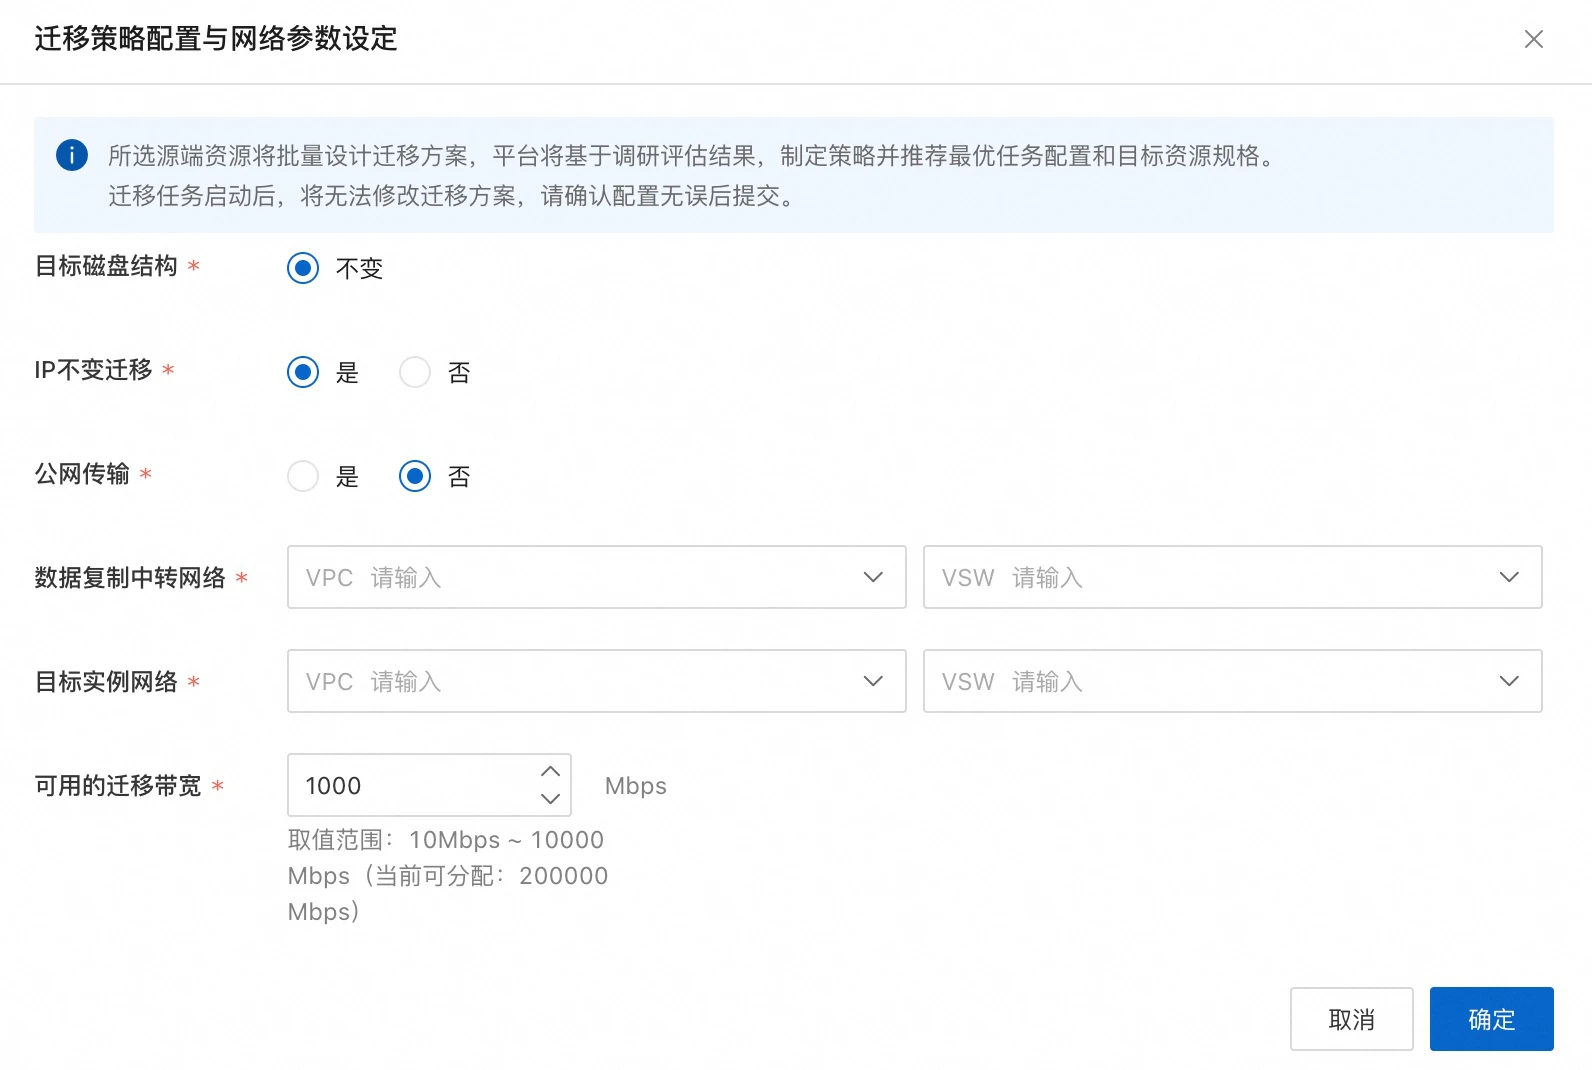 迁移策略配置与网络参数设定
所选源端资源将批量设计迁移方案，平台将基于调研评估结果，制定策略并推荐最优任务配置和目标资源规格。
迁移任务启动后，将无法修改迁移方案，请确认配置无误后提交。
目标磁盘结构 * 不变
IP不变迁移 * 是 否
公网传输 * 是 否
数据复制中转网络 * VPC 请输入 VSW 请输入
目标实例网络 * VPC 请输入 VSW 请输入
可用的迁移带宽 * 1000 Mbps
取值范围：10Mbps ~ 10000
Mbps（当前可分配：200000
Mbps）
取消 确定